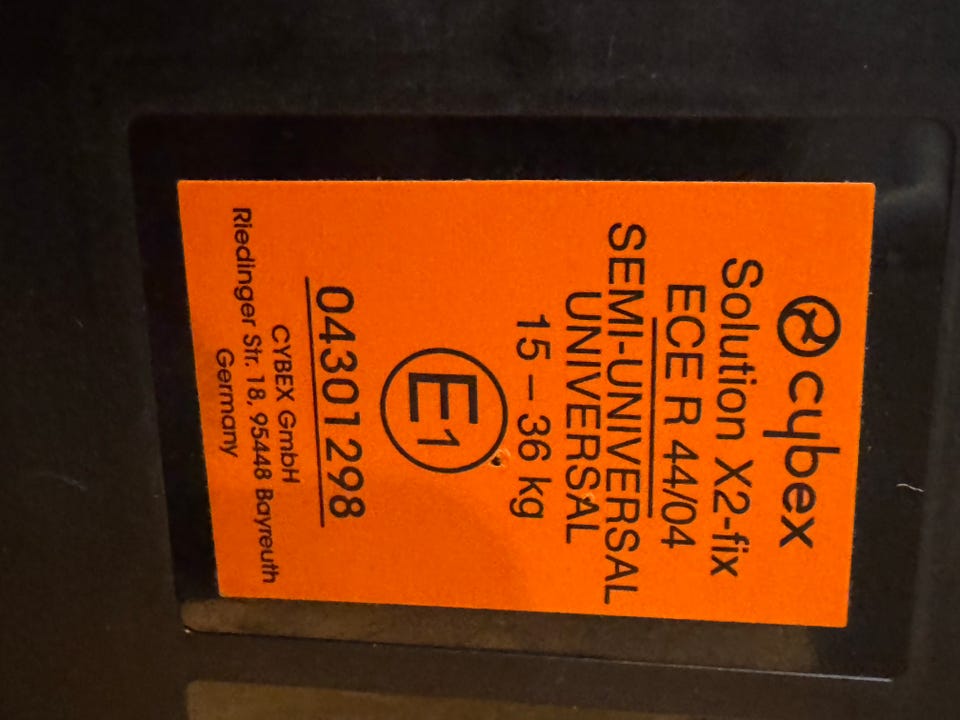 cybex
Solution X2-fix
ECE R 44/04
SEMI-UNIVERSAL
UNIVERSAL
15 – 36 kg
E1
04301298
CYBEX GmbH
Riedinger Str. 18, 95448 Bayreuth
Germany